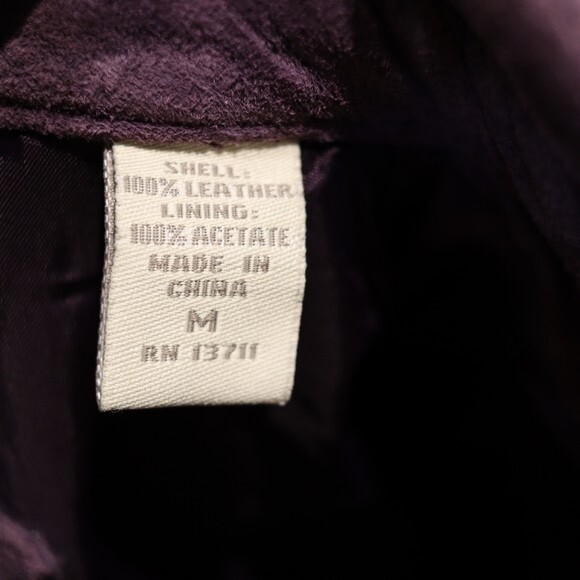 SHELL:
100% LEATHER
LINING:
100% ACETATE
MADE IN
CHINA
M
RN 13711